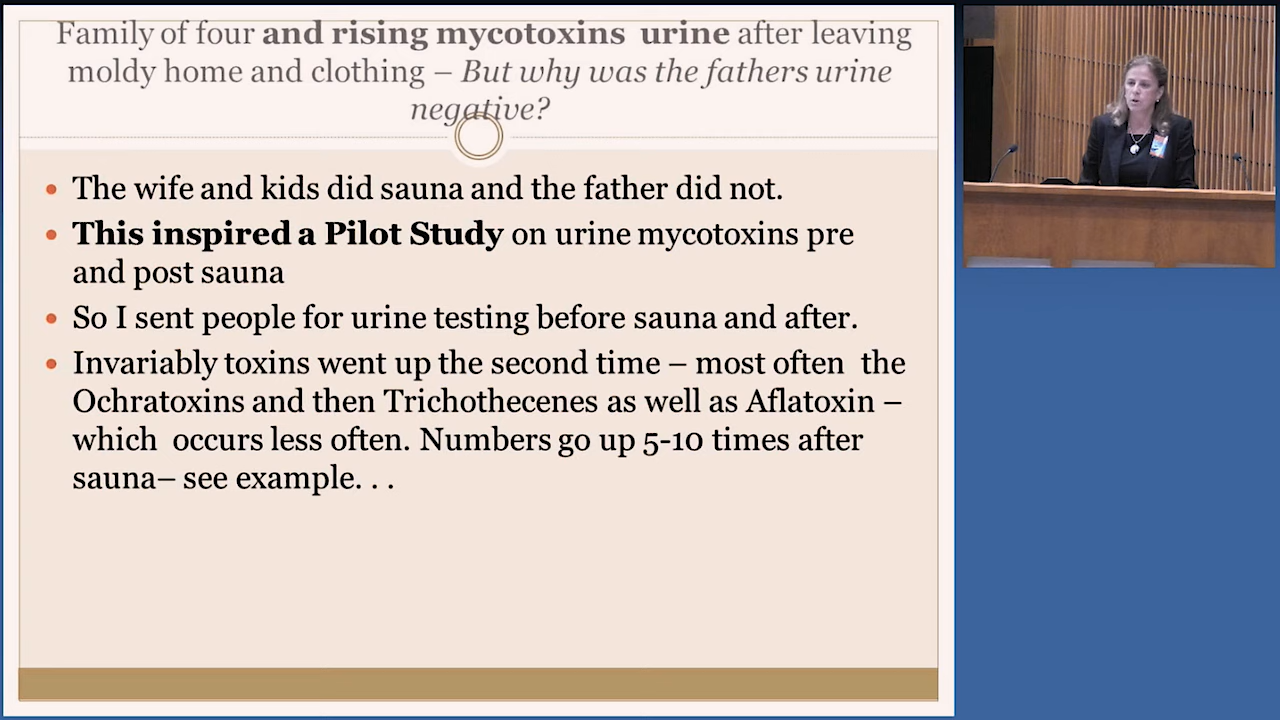 Family of four and rising mycotoxins urine after leaving
moldy home and clothing – But why was the fathers urine
negative?
• The wife and kids did sauna and the father did not.
• This inspired a Pilot Study on urine mycotoxins pre
and post sauna
• So I sent people for urine testing before sauna and after.
• Invariably toxins went up the second time – most often the
Ochratoxins and then Trichothecenes as well as Aflatoxin –
which occurs less often. Numbers go up 5-10 times after
sauna– see example. . .